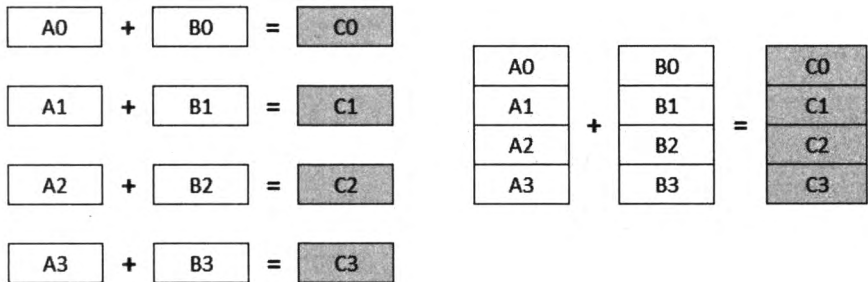 A0 + B0 = C0
A1 + B1 = C1
A2 + B2 = C2
A3 + B3 = C3
A0 B0 C0
A1 B1 C1
+ =
A2 B2 C2
A3 B3 C3